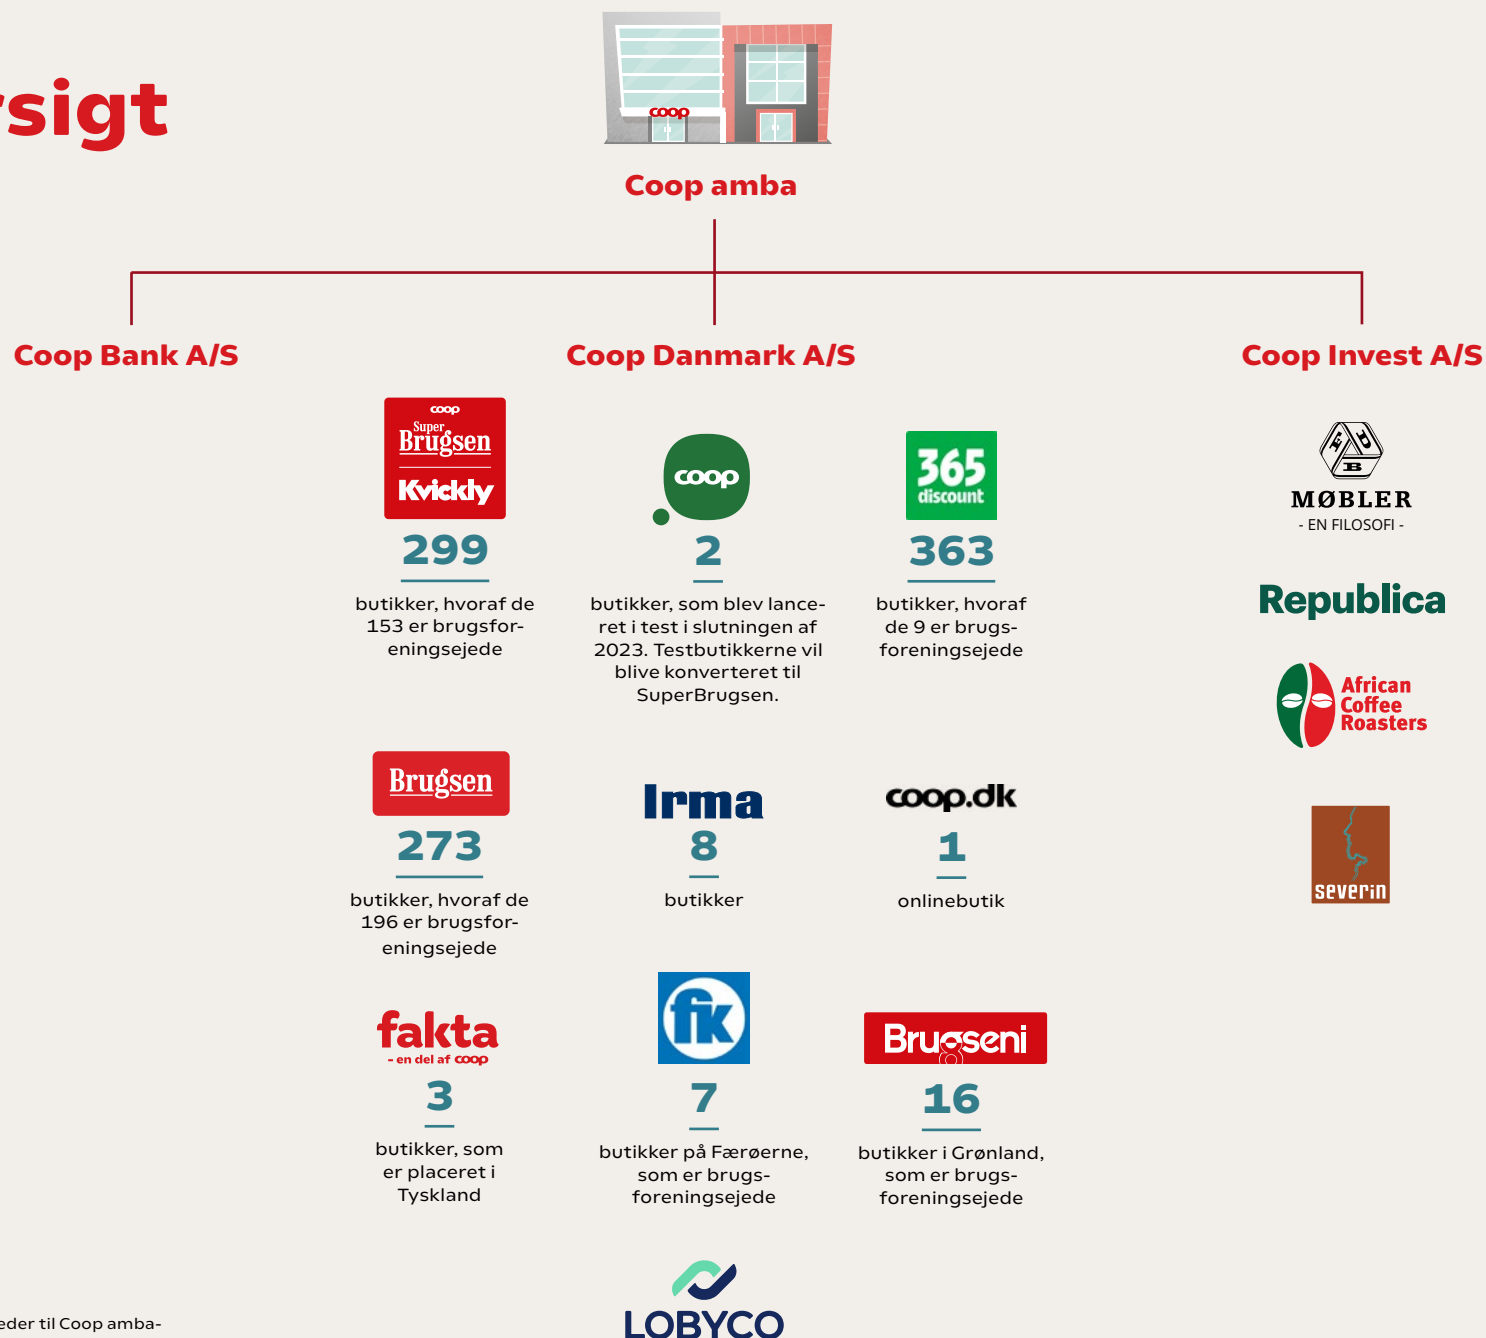 rsigt
coop
Coop amba
Coop Bank A/S
Coop Danmark A/S
Coop Invest A/S
coop
Super
Brugsen
Kvickly
299
butikker, hvoraf de
153 er brugsfor-
eningsejede
coop
2
butikker, som blev lance-
ret i test i slutningen af
2023. Testbutikkerne vil
blive konverteret til
SuperBrugsen.
365
discount
363
butikker, hvoraf
de 9 er brugs-
foreningsejede
FDB
MØBLER
- EN FILOSOFI -
Republica
African
Coffee
Roasters
severin
Brugsen
273
butikker, hvoraf de
196 er brugsfor-
eningsejede
Irma
8
butikker
coop.dk
1
onlinebutik
fakta
- en del af coop
3
butikker, som
er placeret i
Tyskland
fk
7
butikker på Færøerne,
som er brugs-
foreningsejede
Brugseni
16
butikker i Grønland,
som er brugs-
foreningsejede
LOBYCO
eder til Coop amba-